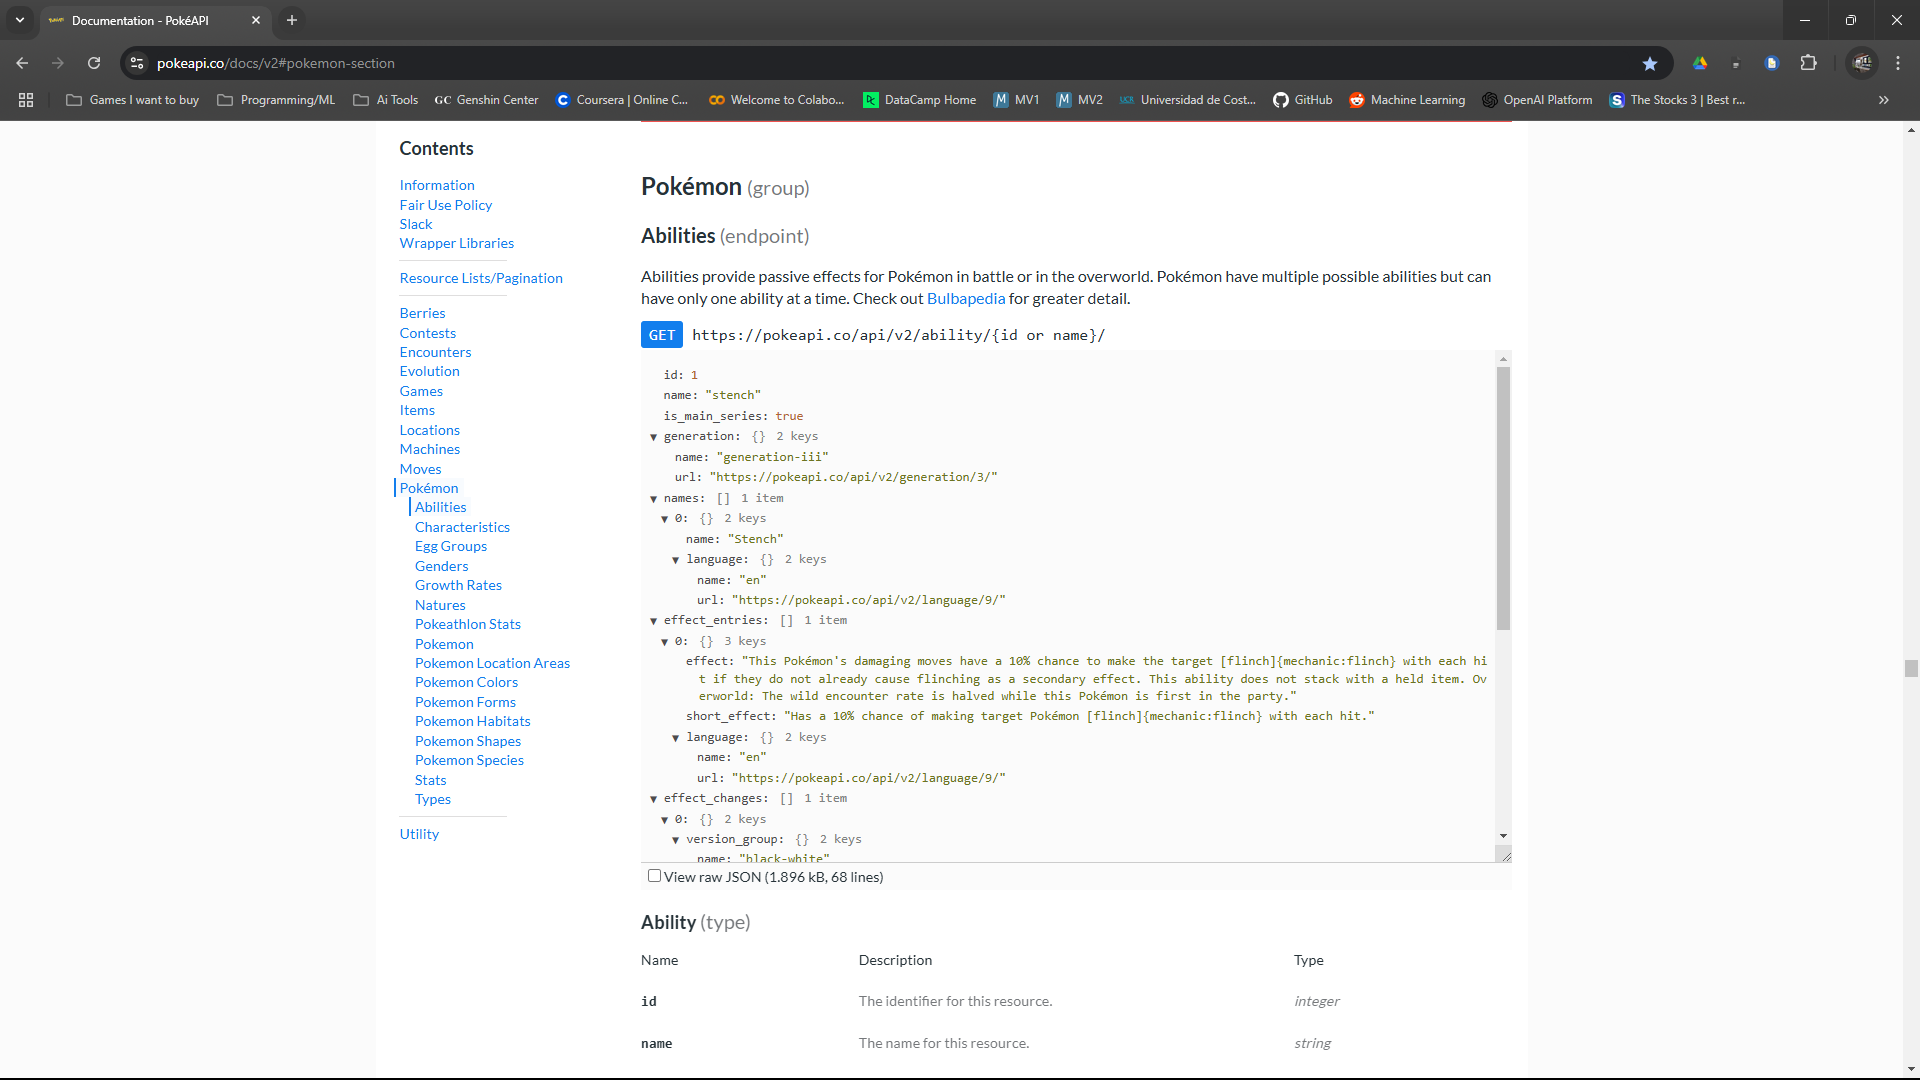 Documentation - PokéAPI
pokeapi.co/docs/v2#pokemon-section
Games I want to buy
Programming/ML
Ai Tools
GC Genshin Center
Coursera | Online C...
Welcome to Colabo...
DataCamp Home
MV1
MV2
Universidad de Cost...
GitHub
Machine Learning
OpenAI Platform
The Stocks 3 | Best r...
Contents
Information
Fair Use Policy
Slack
Wrapper Libraries
Resource Lists/Pagination
Berries
Contests
Encounters
Evolution
Games
Items
Locations
Machines
Moves
Pokémon
Abilities
Characteristics
Egg Groups
Genders
Growth Rates
Natures
Pokeathlon Stats
Pokemon
Pokemon Location Areas
Pokemon Colors
Pokemon Forms
Pokemon Habitats
Pokemon Shapes
Pokemon Species
Stats
Types
Utility
Pokémon (group)
Abilities (endpoint)
Abilities provide passive effects for Pokémon in battle or in the overworld. Pokémon have multiple possible abilities but can
have only one ability at a time. Check out Bulbapedia for greater detail.
GET https://pokeapi.co/api/v2/ability/{id or name}/
id: 1
name: "stench"
is_main_series: true
▼ generation: {} 2 keys
name: "generation-iii"
url: "https://pokeapi.co/api/v2/generation/3/"
▼ names: [] 1 item
▼ 0: {} 2 keys
name: "Stench"
▼ language: {} 2 keys
name: "en"
url: "https://pokeapi.co/api/v2/language/9/"
▼ effect_entries: [] 1 item
▼ 0: {} 3 keys
effect: "This Pokémon's damaging moves have a 10% chance to make the target [flinch]{mechanic:flinch} with each hi
t if they do not already cause flinching as a secondary effect. This ability does not stack with a held item. Ov
erworld: The wild encounter rate is halved while this Pokémon is first in the party."
short_effect: "Has a 10% chance of making target Pokémon [flinch]{mechanic:flinch} with each hit."
▼ language: {} 2 keys
name: "en"
url: "https://pokeapi.co/api/v2/language/9/"
▼ effect_changes: [] 1 item
▼ 0: {} 2 keys
▼ version_group: {} 2 keys
name: "black-white"
View raw JSON (1.896 kB, 68 lines)
Ability (type)
Name Description Type
id The identifier for this resource. integer
name The name for this resource. string